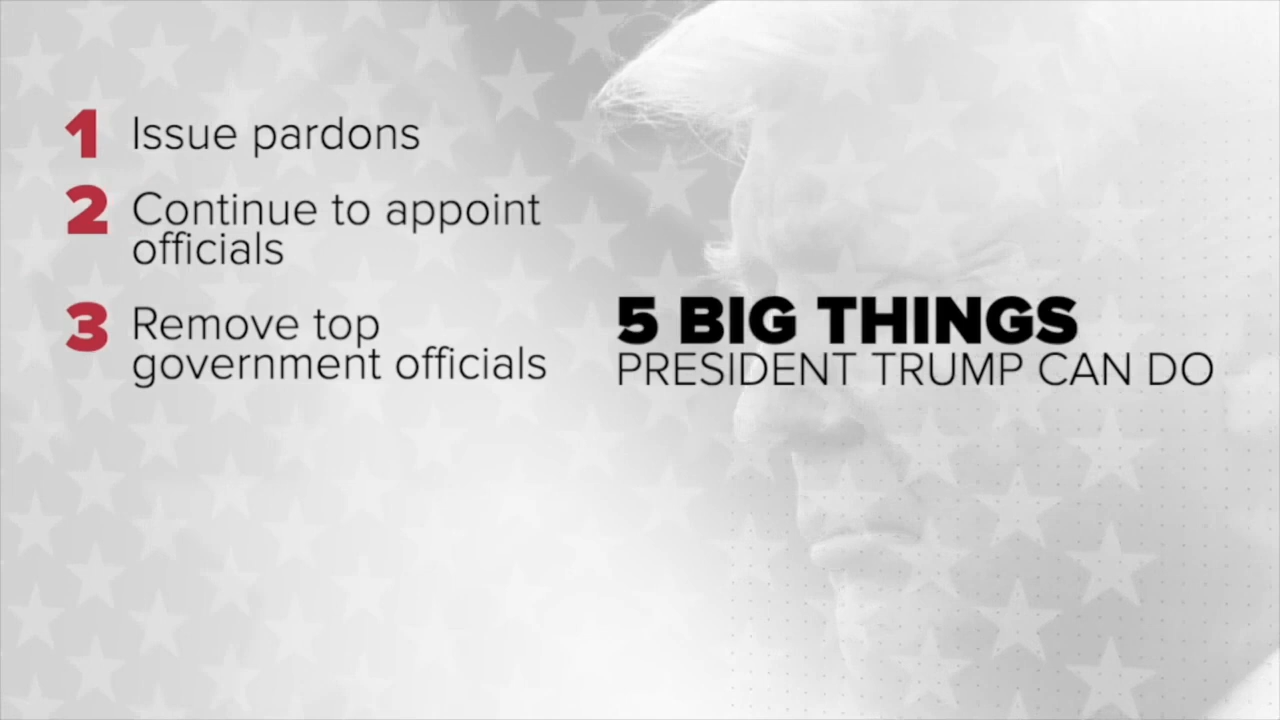 1 Issue pardons
2 Continue to appoint
officials
3 Remove top
government officials
5 BIG THINGS
PRESIDENT TRUMP CAN DO